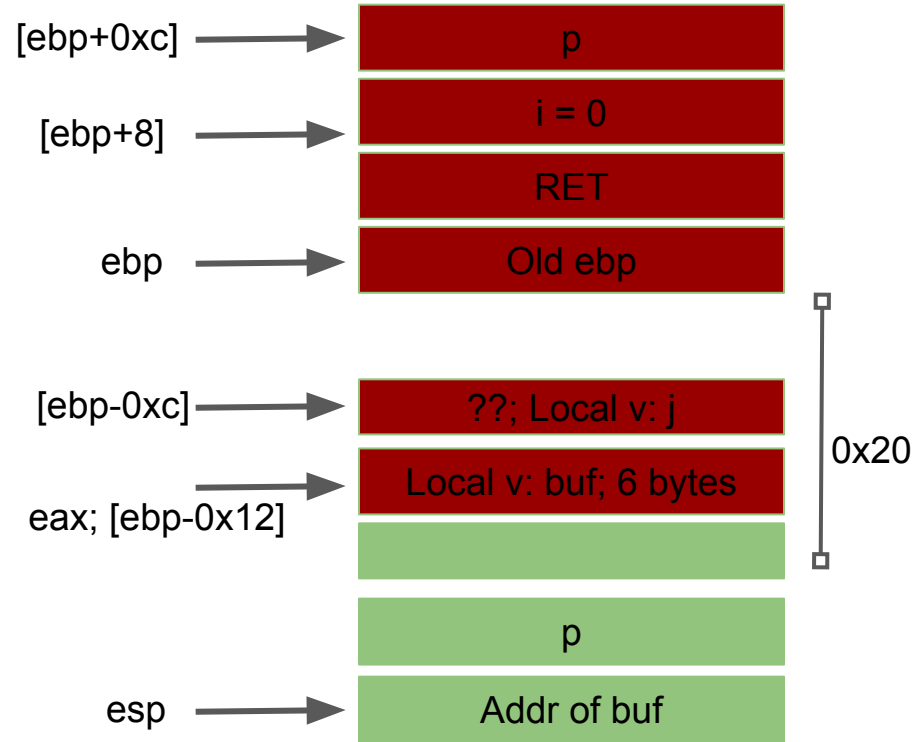 [ebp+0xc]
p
[ebp+8]
i = 0
RET
ebp
Old ebp
[ebp-0xc]
??; Local v: j
0x20
Local v: buf; 6 bytes
eax; [ebp-0x12]
p
esp
Addr of buf